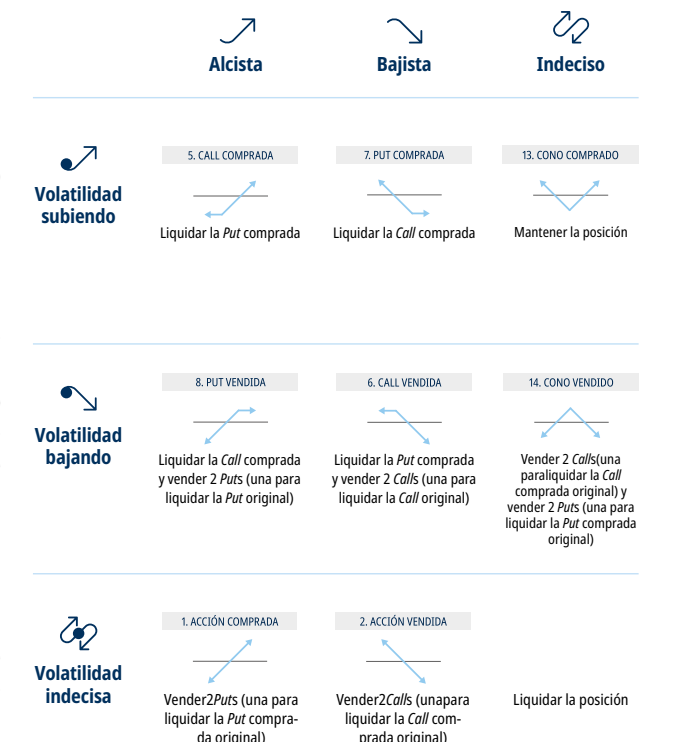 Alcista
Bajista
Indeciso
Volatilidad
subiendo
5. CALL COMPRADA
Liquidar la Put comprada
7. PUT COMPRADA
Liquidar la Call comprada
13. CONO COMPRADO
Mantener la posición
Volatilidad
bajando
8. PUT VENDIDA
Liquidar la Call comprada
y vender 2 Puts (una para
liquidar la Put original)
6. CALL VENDIDA
Liquidar la Put comprada
y vender 2 Calls (una para
liquidar la Call original)
14. CONO VENDIDO
Vender 2 Calls(una
paraliquidar la Call
comprada original) y
vender 2 Puts (una para
liquidar la Put comprada
original)
Volatilidad
indecisa
1. ACCIÓN COMPRADA
Vender2Puts (una para
liquidar la Put compra-
da original)
2. ACCIÓN VENDIDA
Vender2Calls (unapara
liquidar la Call com-
prada original)
Liquidar la posición